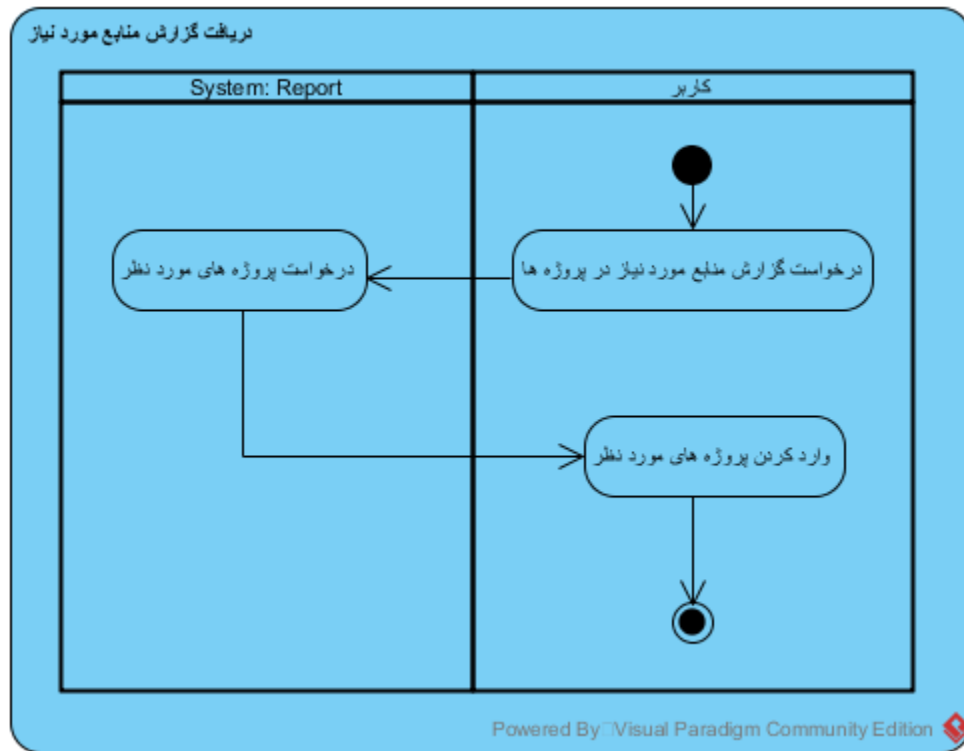 دریافت گزارش منابع مورد نیاز
System: Report
کاربر
درخواست گزارش منابع مورد نیاز در پروژه ها
درخواست پروژه های مورد نظر
وارد کردن پروژه های مورد نظر
Powered By Visual Paradigm Community Edition